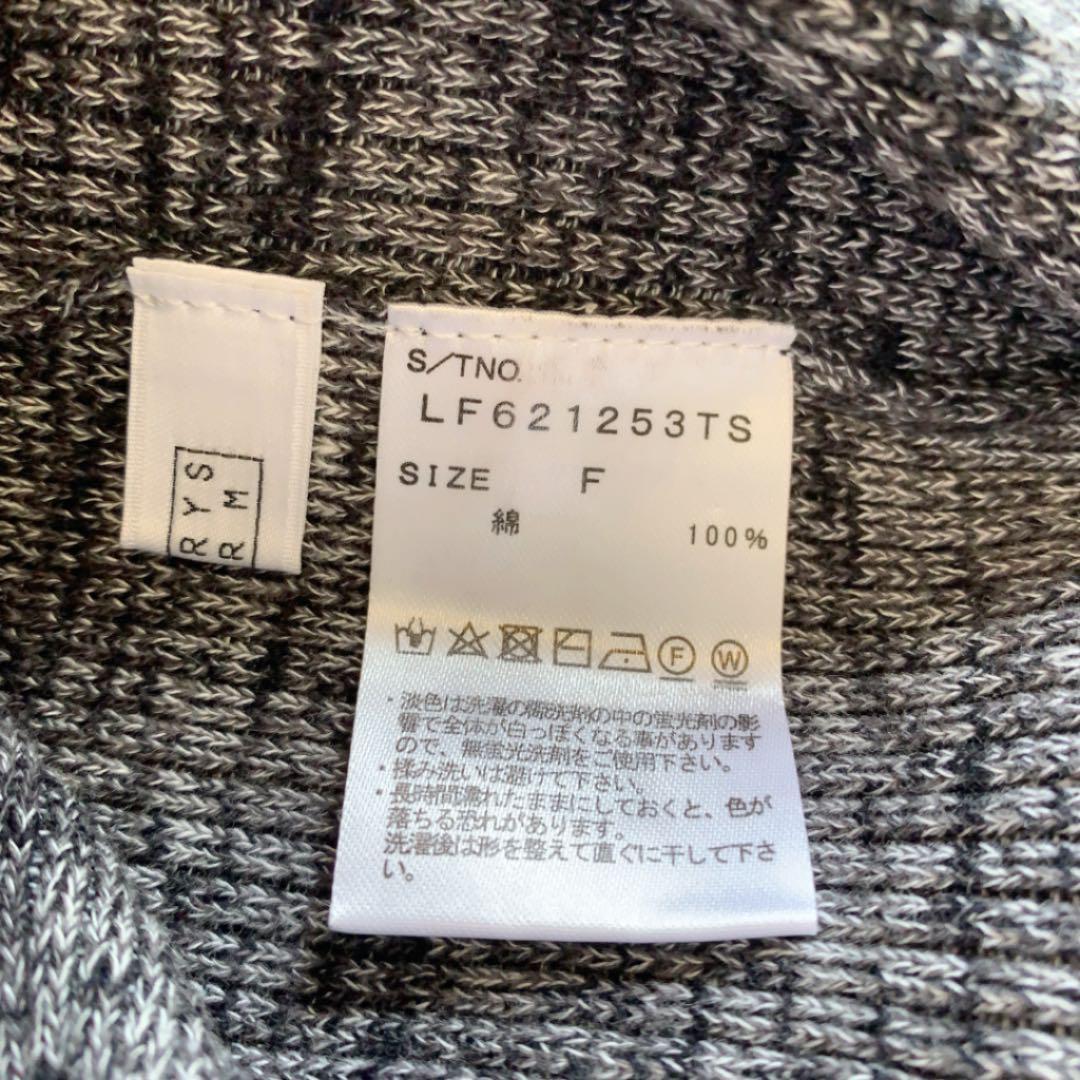 RYS
RM
S/TNO.
LF621253TS
SIZE F
綿 100%
F W
・淡色は洗濯の際洗剤の中の蛍光剤の影
響で全体が白っぽくなる事があります
ので、無蛍光洗剤をご使用下さい。
・揉み洗いは避けて下さい。
・長時間濡れたままにしておくと、色が
落ちる恐れがあります。
洗濯後は形を整えて直ぐに干して下さ
い。